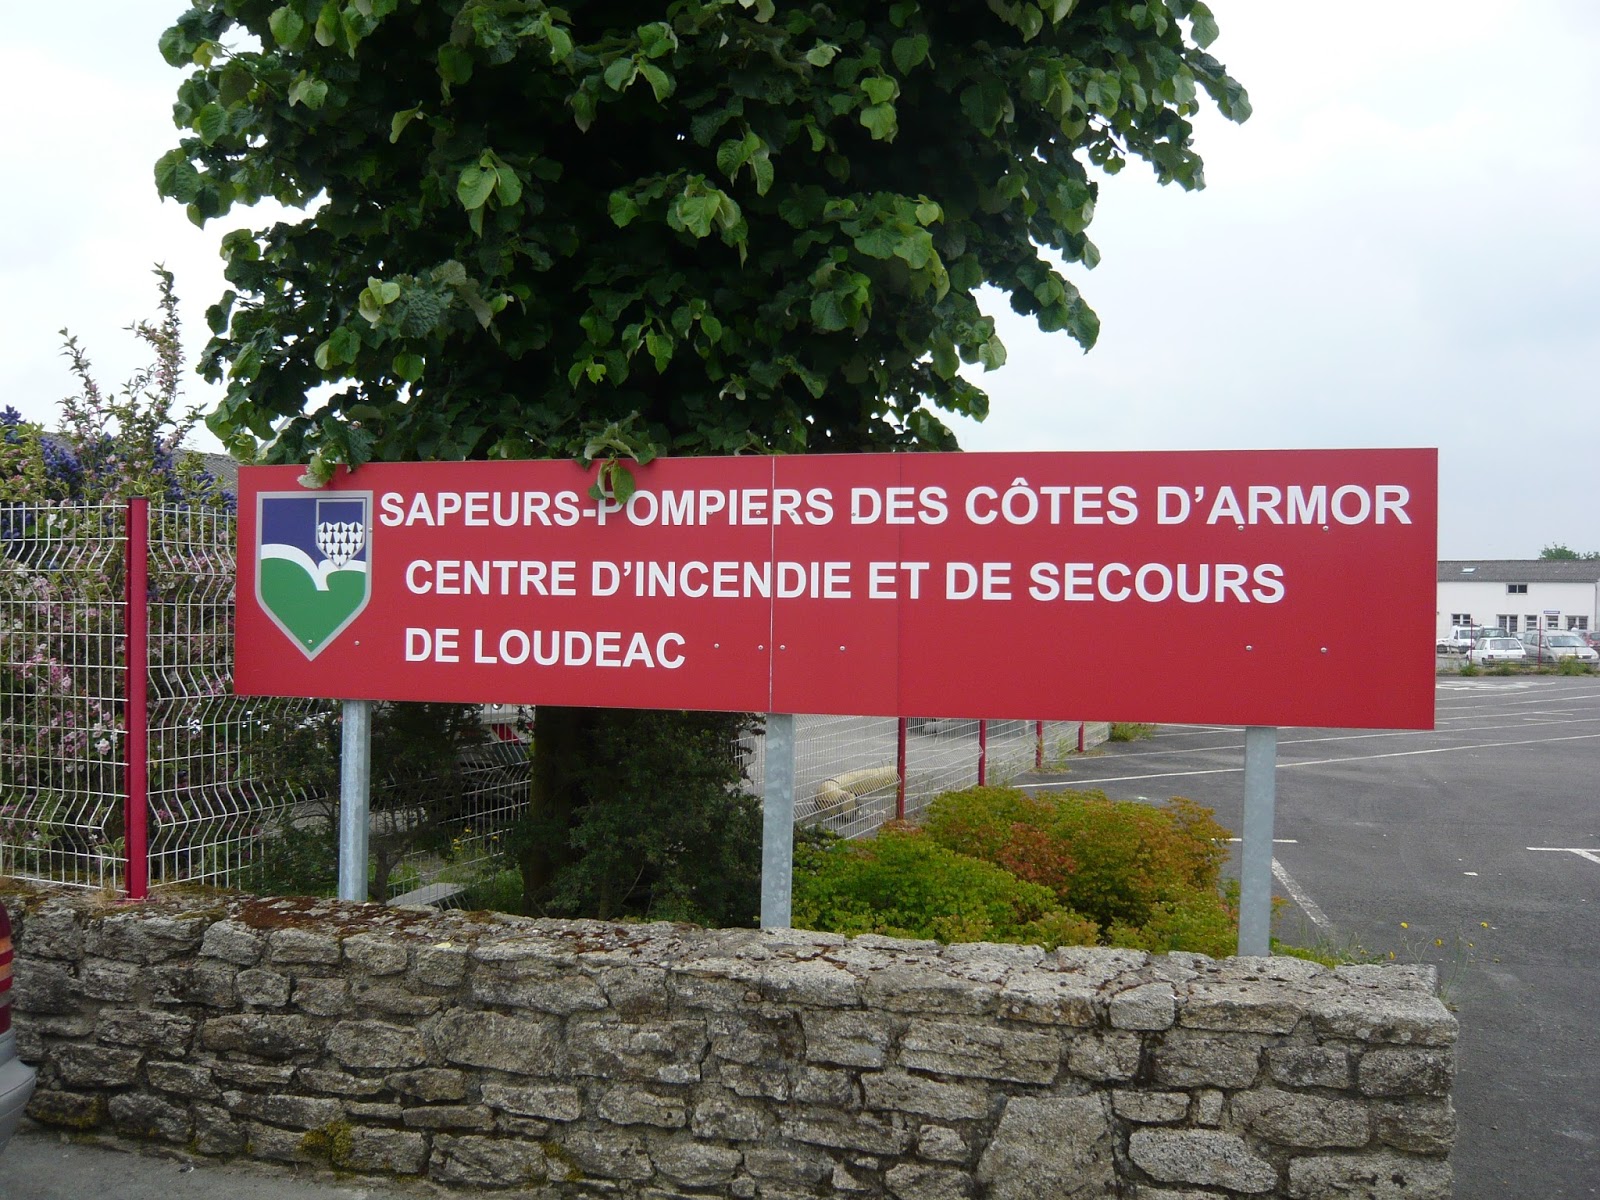 SAPEURS-POMPIERS DES CÔTES D'ARMOR
CENTRE D'INCENDIE ET DE SECOURS
DE LOUDEAC